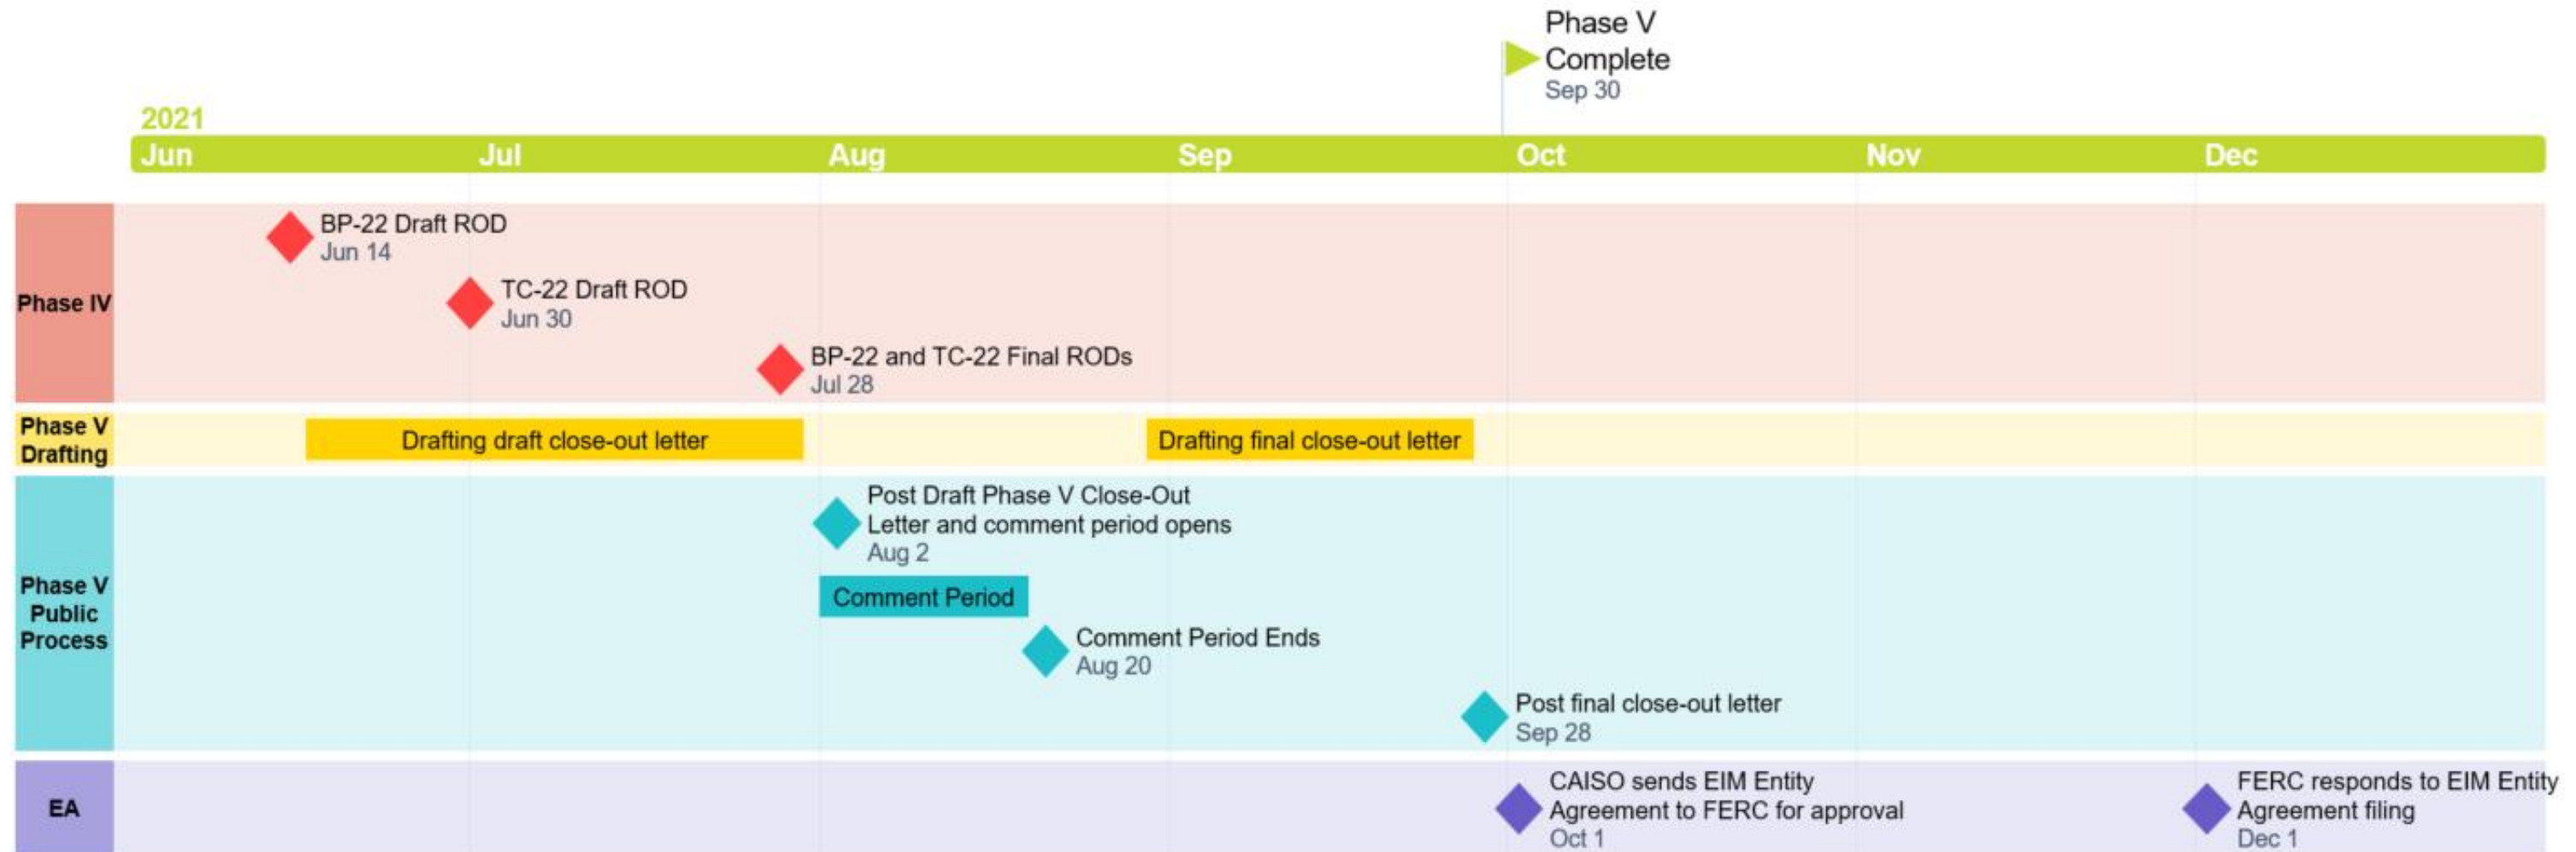 Phase V
Complete
Sep 30
2021
Jun Jul Aug Sep Oct Nov Dec
Phase IV
BP-22 Draft ROD
Jun 14
TC-22 Draft ROD
Jun 30
BP-22 and TC-22 Final RODs
Jul 28
Phase V
Drafting
Drafting draft close-out letter
Drafting final close-out letter
Phase V
Public
Process
Post Draft Phase V Close-Out
Letter and comment period opens
Aug 2
Comment Period
Comment Period Ends
Aug 20
Post final close-out letter
Sep 28
EA
CAISO sends EIM Entity
Agreement to FERC for approval
Oct 1
FERC responds to EIM Entity
Agreement filing
Dec 1